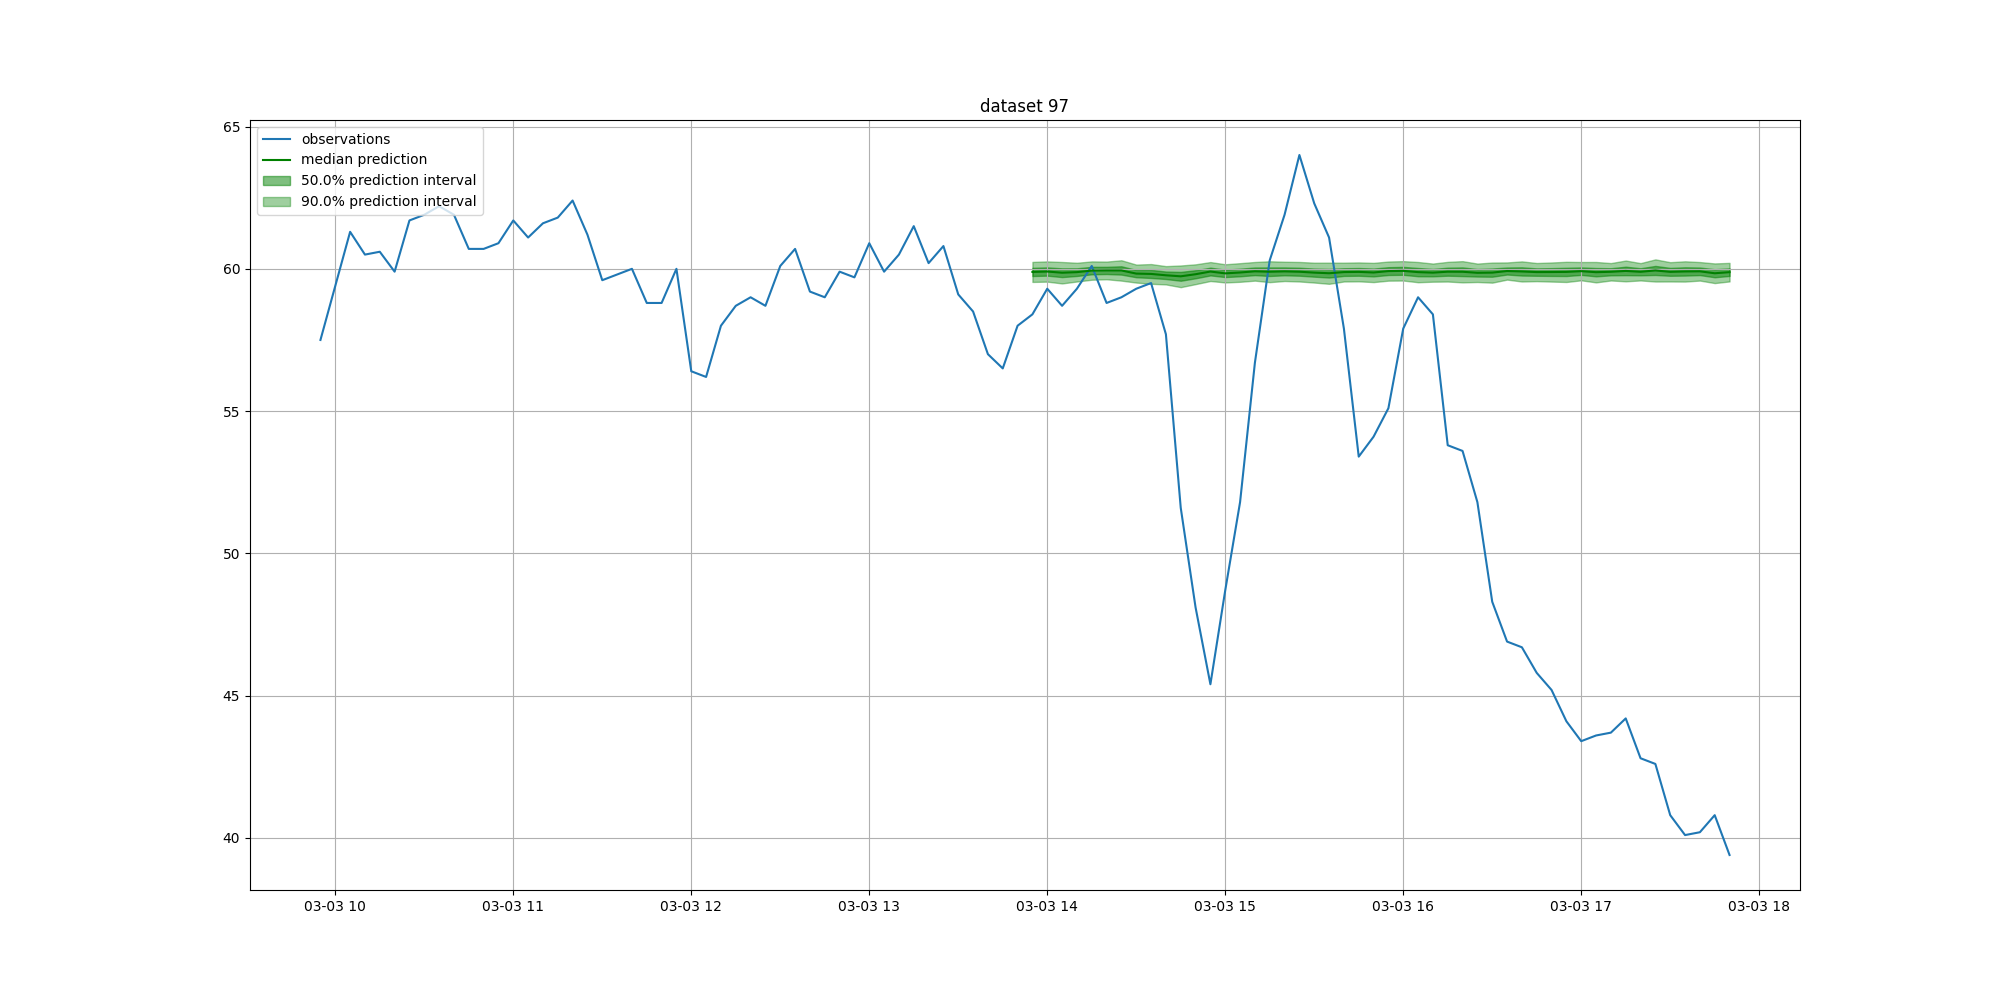 dataset 97
65
observations
median prediction
50.0% prediction interval
90.0% prediction interval
60
55
50
45
40
03-03 10 03-03 11 03-03 12 03-03 13 03-03 14 03-03 15 03-03 16 03-03 17 03-03 18